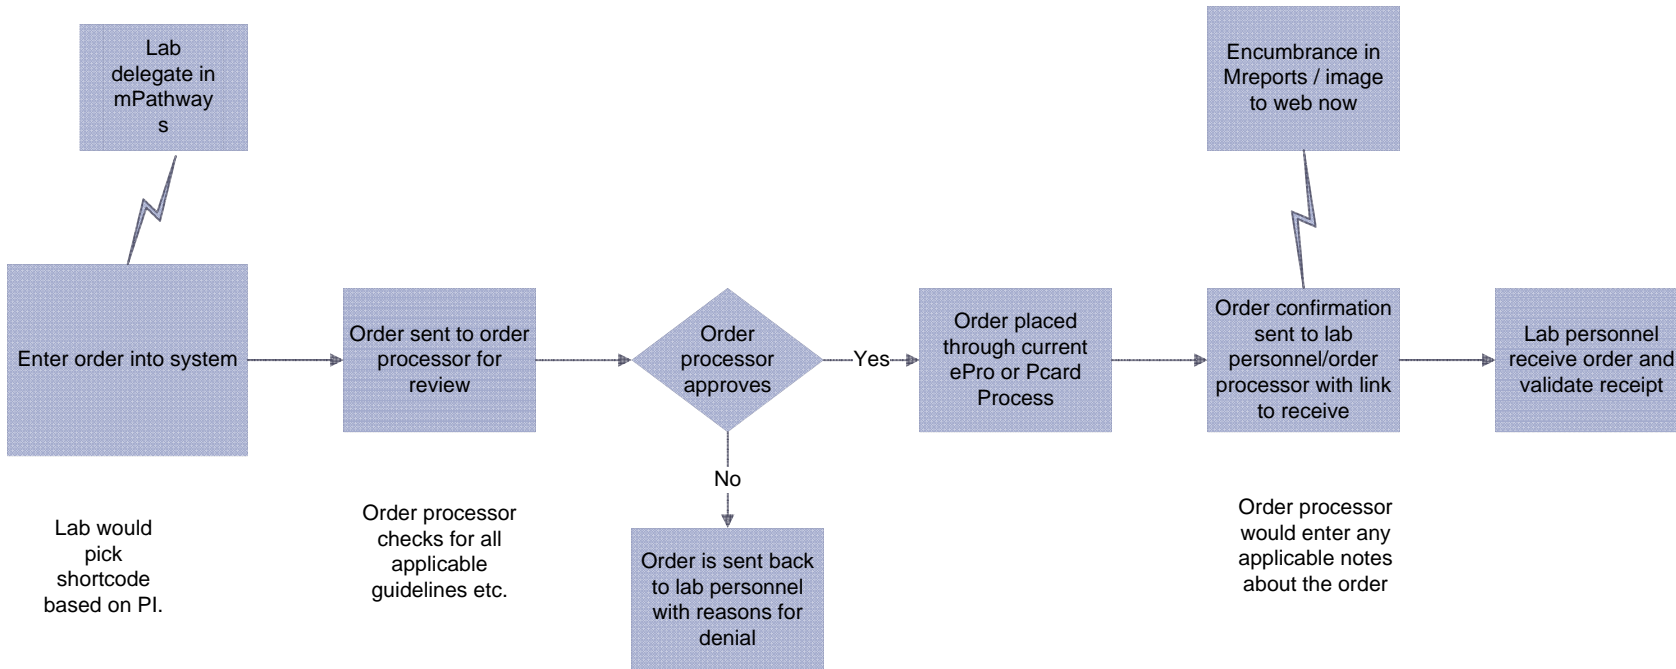 Lab
delegate in
mPathway
s
Encumbrance in
Mreports / image
to web now
Enter order into system
Order sent to order
processor for
review
Order
processor
approves
Yes
Order placed
through current
ePro or Pcard
Process
Order confirmation
sent to lab
personnel/order
processor with link
to receive
Lab personnel
receive order and
validate receipt
No
Lab would
pick
shortcode
based on PI.
Order processor
checks for all
applicable
guidelines etc.
Order is sent back
to lab personnel
with reasons for
denial
Order processor
would enter any
applicable notes
about the order